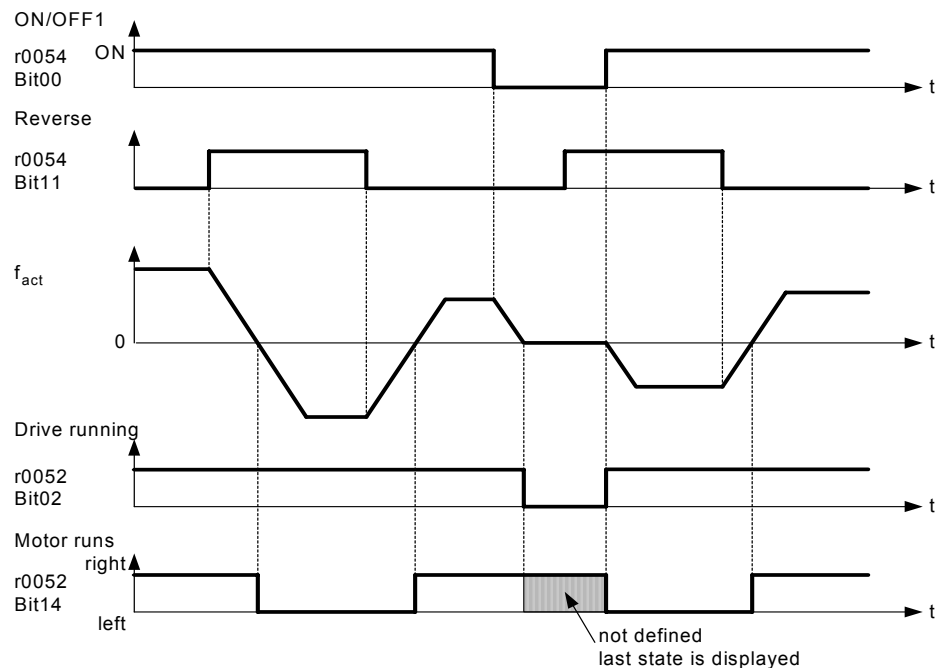 ON/OFF1
r0054 ON
Bit00
t
Reverse
r0054
Bit11
t
f_act
0
t
Drive running
r0052
Bit02
t
Motor runs
right
r0052
Bit14
t
left
not defined
last state is displayed